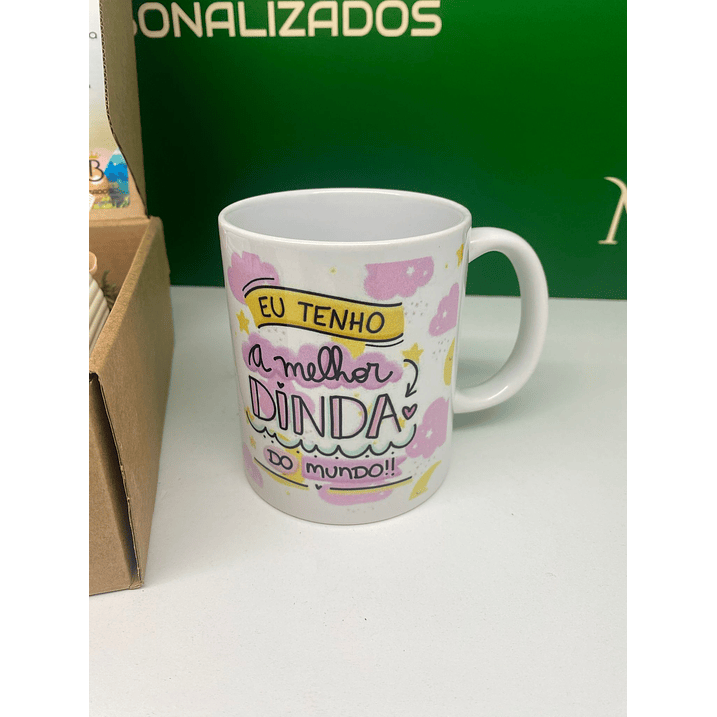 SONALIZADOS
B
EU TENHO
a melhor
DINDA
DO MUNDO!!